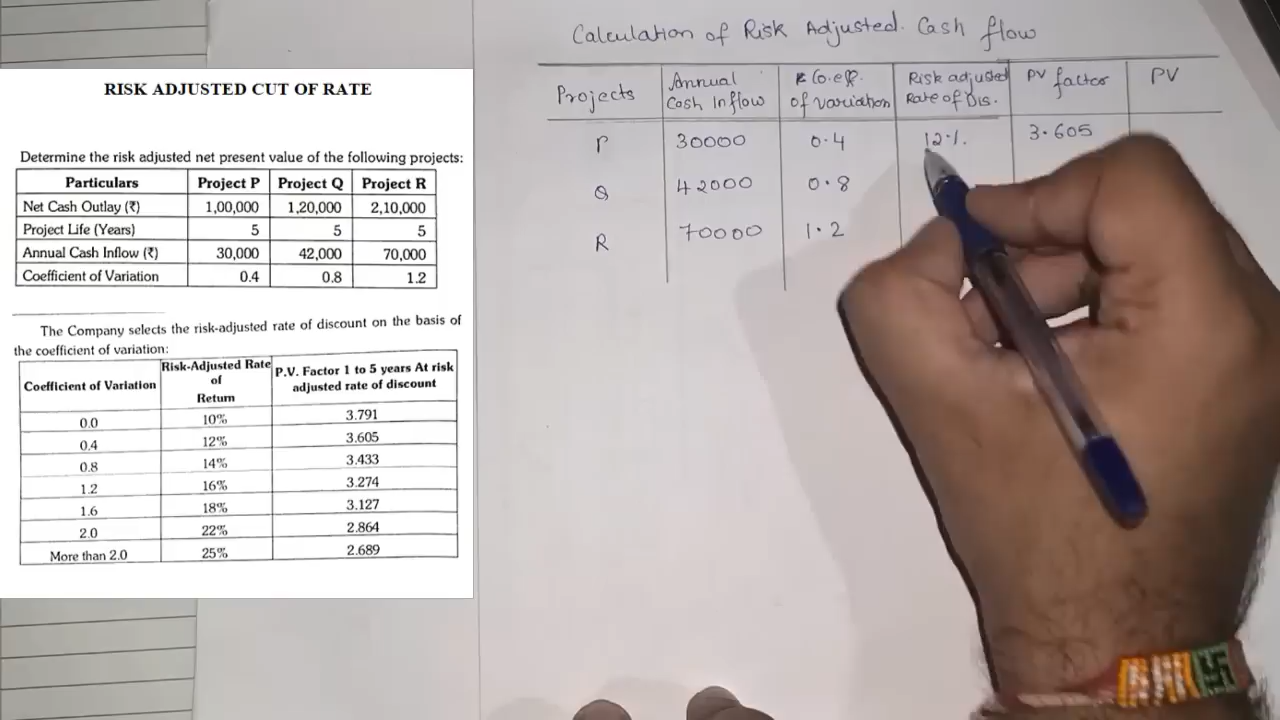 RISK ADJUSTED CUT OF RATE
Determine the risk adjusted net present value of the following projects:
Particulars Project P Project Q Project R
Net Cash Outlay (₹) 1,00,000 1,20,000 2,10,000
Project Life (Years) 5 5 5
Annual Cash Inflow (₹) 30,000 42,000 70,000
Coefficient of Variation 0.4 0.8 1.2
The Company selects the risk-adjusted rate of discount on the basis of
the coefficient of variation:
Coefficient of Variation Risk-Adjusted Rate of Return P.V. Factor 1 to 5 years At risk adjusted rate of discount
0.0 10% 3.791
0.4 12% 3.605
0.8 14% 3.433
1.2 16% 3.274
1.6 18% 3.127
2.0 22% 2.864
More than 2.0 25% 2.689
Calculation of Risk Adjusted. Cash flow
Projects Annual Cash Inflow Co.eff. of variation Risk adjusted Rate of Dis. PV factor PV
P 30000 0.4 12%. 3.605
Q 42000 0.8
R 70000 1.2